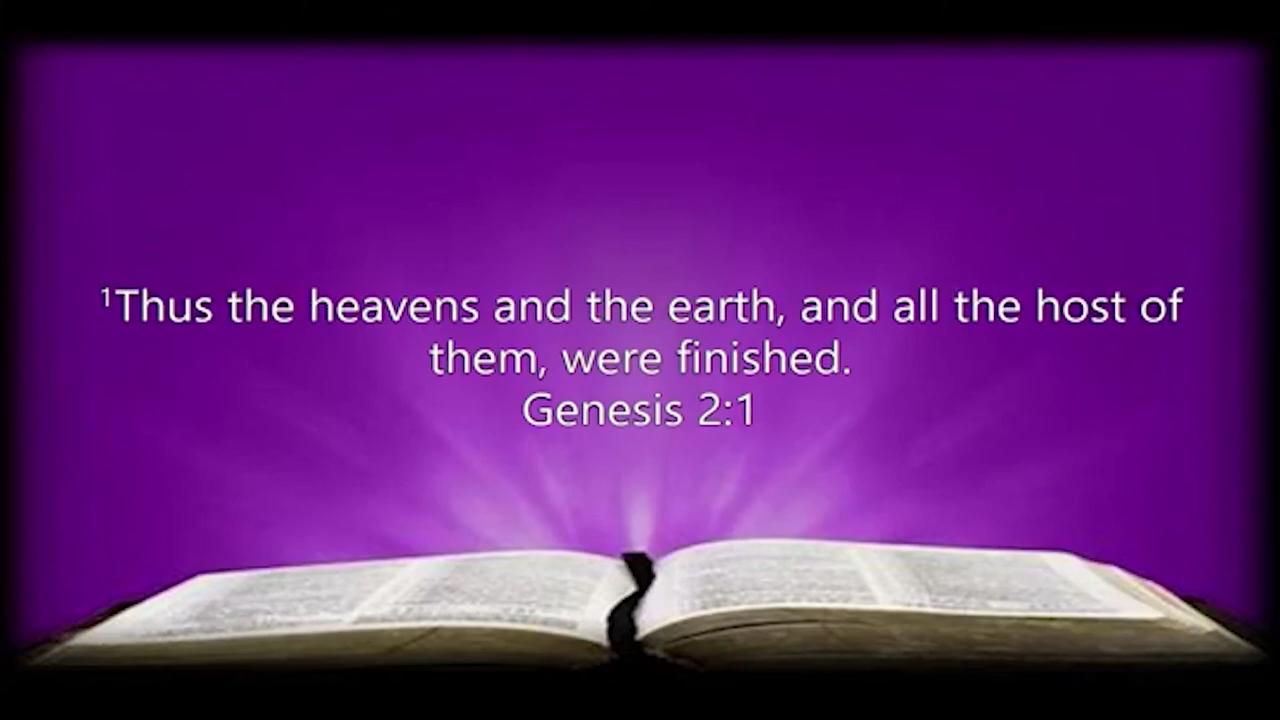 ¹Thus the heavens and the earth, and all the host of
them, were finished.
Genesis 2:1